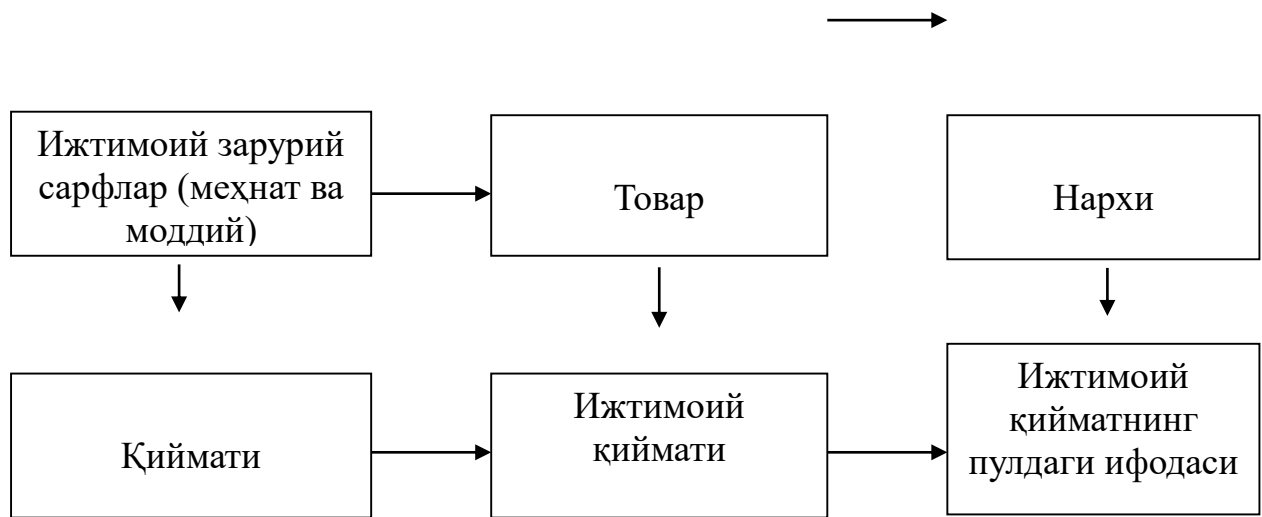 Ижтимоий зарурий
сарфлар (меҳнат ва
моддий)
Товар
Нархи
Қиймати
Ижтимоий
қиймати
Ижтимоий
қийматнинг
пулдаги ифодаси